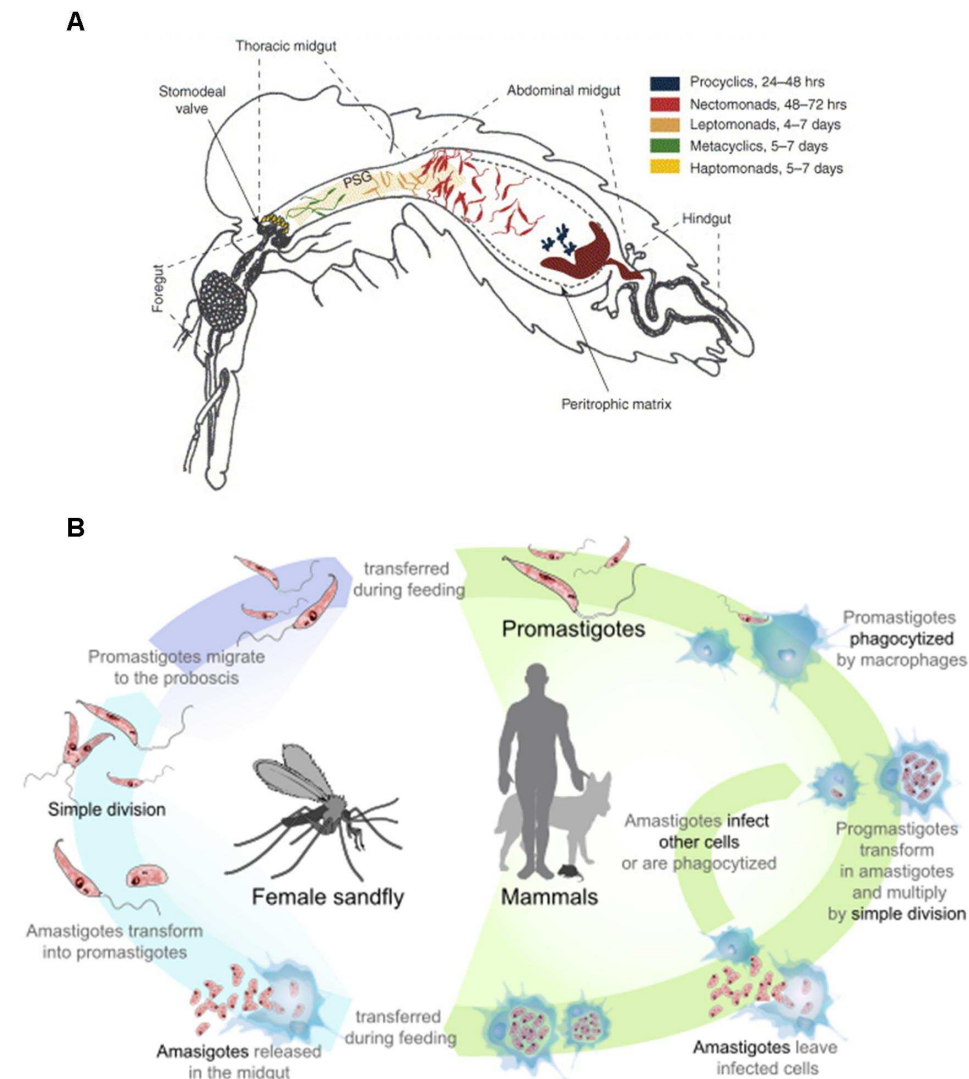 A
Thoracic midgut
Stomodeal
valve
Abdominal midgut
Procyclics, 24–48 hrs
Nectomonads, 48–72 hrs
Leptomonads, 4–7 days
Metacyclics, 5–7 days
Haptomonads, 5–7 days
PSG
Hindgut
Foregut
Peritrophic matrix
B
transferred
during feeding
Promastigotes
Promastigotes
phagocytized
by macrophages
Promastigotes migrate
to the proboscis
Simple division
Amastigotes infect
other cells
or are phagocytized
Progmastigotes
transform
in amastigotes
and multiply
by simple division
Female sandfly
Mammals
Amastigotes transform
into promastigotes
transferred
during feeding
Amasigotes released
in the midgut
Amastigotes leave
infected cells